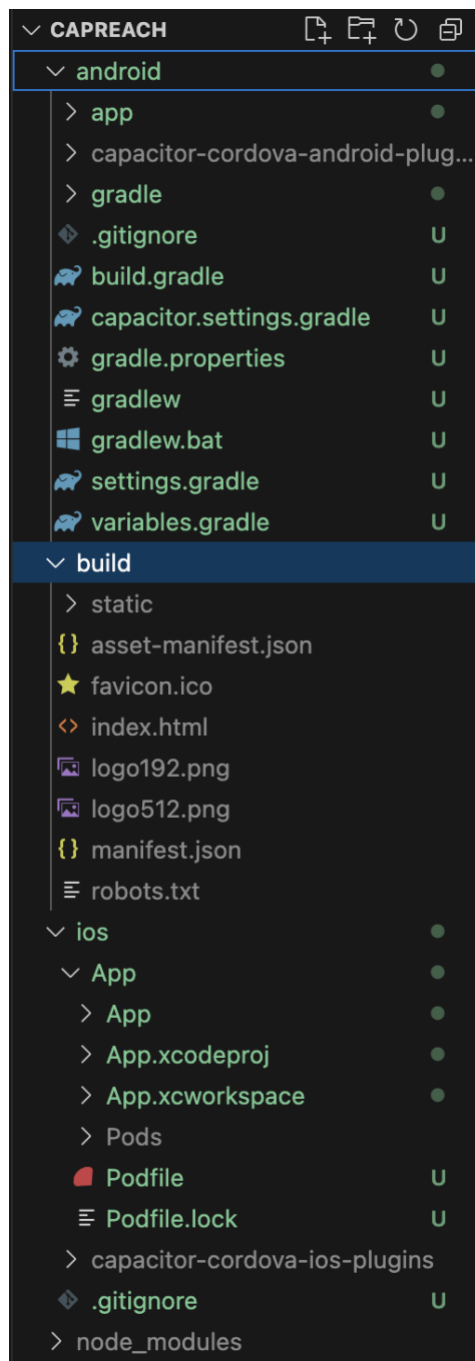 CAPREACH
android
app
capacitor-cordova-android-plug...
gradle
.gitignore U
build.gradle U
capacitor.settings.gradle U
gradle.properties U
gradlew U
gradlew.bat U
settings.gradle U
variables.gradle U
build
static
{} asset-manifest.json
favicon.ico
<> index.html
logo192.png
logo512.png
{} manifest.json
robots.txt
ios
App
App
App.xcodeproj
App.xcworkspace
Pods
Podfile U
Podfile.lock U
capacitor-cordova-ios-plugins
.gitignore U
node_modules